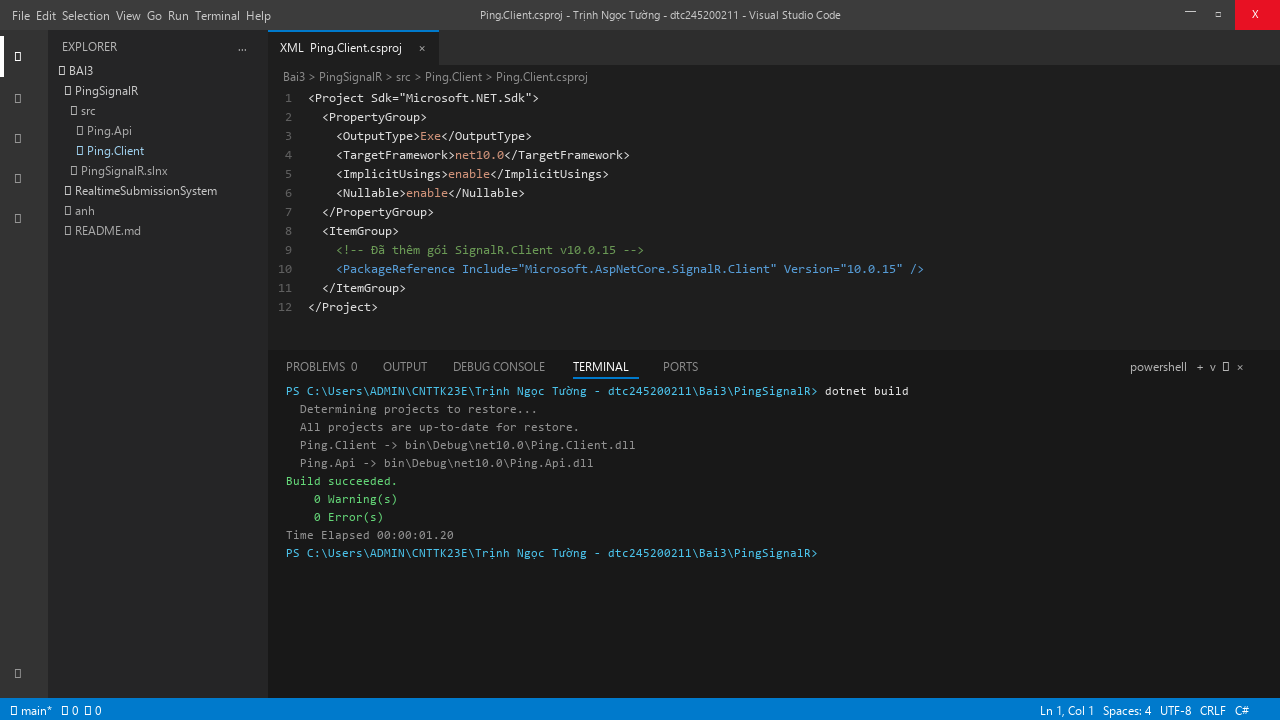 File Edit Selection View Go Run Terminal Help
Ping.Client.csproj - Trịnh Ngọc Tường - dtc245200211 - Visual Studio Code
X
EXPLORER ...
BAI3
PingSignalR
src
Ping.Api
Ping.Client
PingSignalR.slnx
RealtimeSubmissionSystem
anh
README.md
XML Ping.Client.csproj ×
Bai3 > PingSignalR > src > Ping.Client > Ping.Client.csproj
1 <Project Sdk="Microsoft.NET.Sdk">
2 <PropertyGroup>
3 <OutputType>Exe</OutputType>
4 <TargetFramework>net10.0</TargetFramework>
5 <ImplicitUsings>enable</ImplicitUsings>
6 <Nullable>enable</Nullable>
7 </PropertyGroup>
8 <ItemGroup>
9 <!-- Đã thêm gói SignalR.Client v10.0.15 -->
10 <PackageReference Include="Microsoft.AspNetCore.SignalR.Client" Version="10.0.15" />
11 </ItemGroup>
12 </Project>
PROBLEMS 0 OUTPUT DEBUG CONSOLE TERMINAL PORTS
powershell + v ×
PS C:\Users\ADMIN\CNTTK23E\Trịnh Ngọc Tường - dtc245200211\Bai3\PingSignalR> dotnet build
Determining projects to restore...
All projects are up-to-date for restore.
Ping.Client -> bin\Debug\net10.0\Ping.Client.dll
Ping.Api -> bin\Debug\net10.0\Ping.Api.dll
Build succeeded.
0 Warning(s)
0 Error(s)
Time Elapsed 00:00:01.20
PS C:\Users\ADMIN\CNTTK23E\Trịnh Ngọc Tường - dtc245200211\Bai3\PingSignalR>
main* 0 0
Ln 1, Col 1 Spaces: 4 UTF-8 CRLF C#